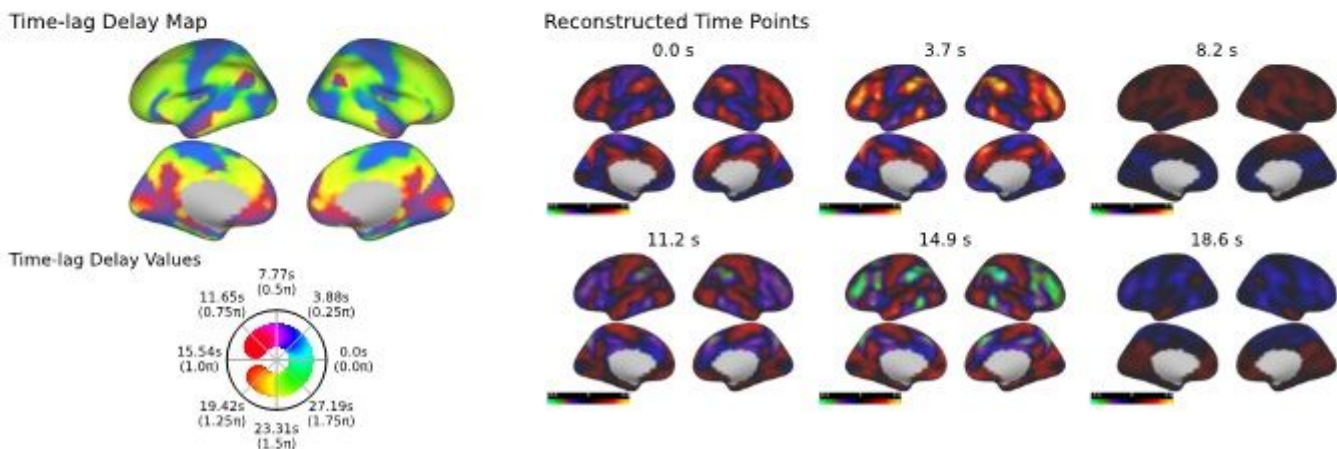 Time-lag Delay Map
Reconstructed Time Points
0.0 s
3.7 s
8.2 s
11.2 s
14.9 s
18.6 s
Time-lag Delay Values
7.77s
(0.5π)
11.65s
(0.75π)
3.88s
(0.25π)
15.54s
(1.0π)
0.0s
(0.0π)
19.42s
(1.25π)
27.19s
(1.75π)
23.31s
(1.5π)